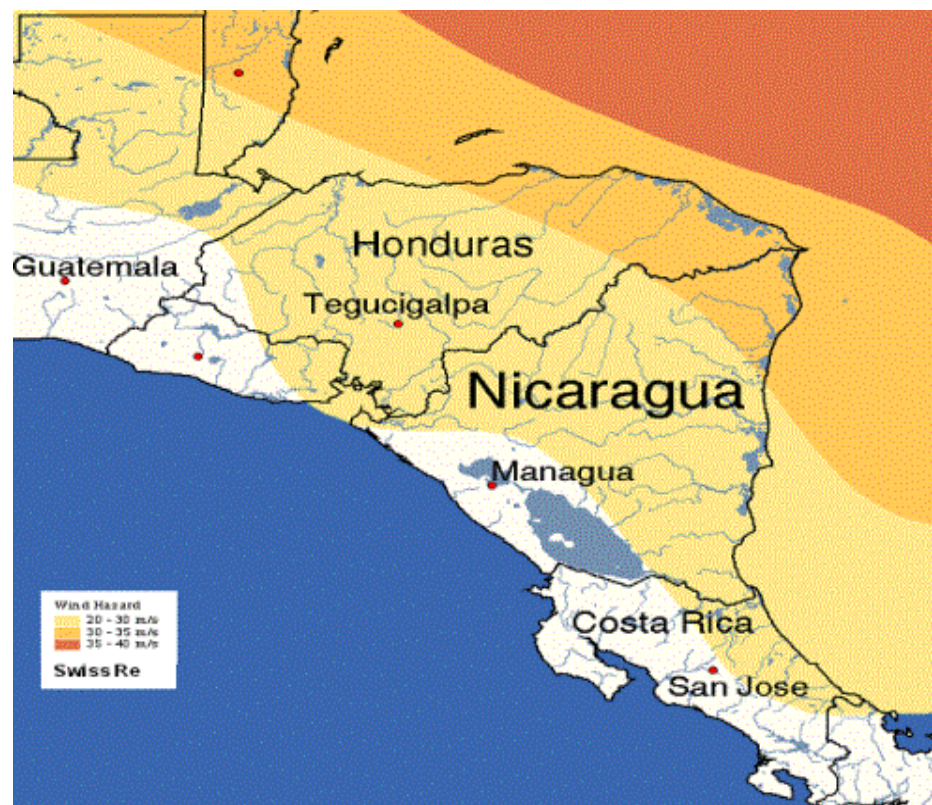 Honduras
Guatemala
Tegucigalpa
Nicaragua
Managua
Wind Hazard
20 - 30 m/s
30 - 35 m/s
35 - 40 m/s
Swiss Re
Costa Rica
San Jose